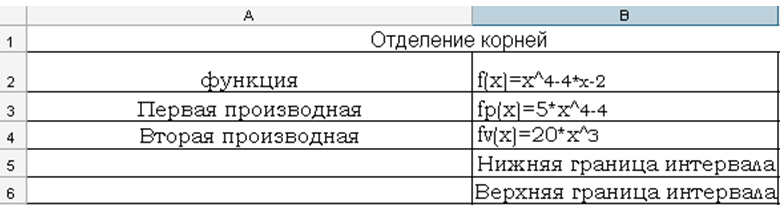 A B
1 Отделение корней
2 функция f(x)=x^4-4*x-2
3 Первая производная fp(x)=5*x^4-4
4 Вторая производная fv(x)=20*x^3
5 Нижняя граница интервала
6 Верхняя граница интервала